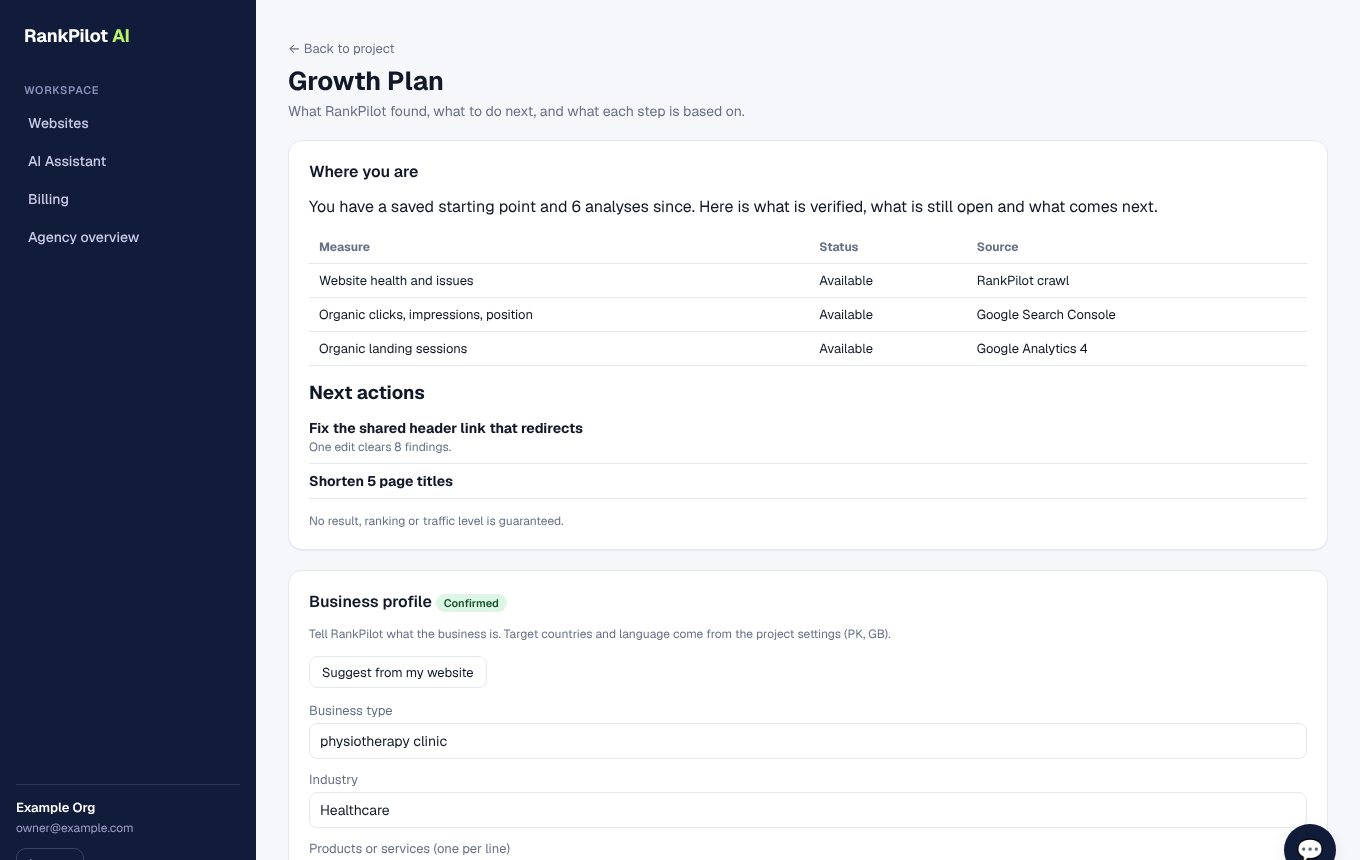 RankPilot AI
WORKSPACE
Websites
AI Assistant
Billing
Agency overview
Example Org
owner@example.com
← Back to project
Growth Plan
What RankPilot found, what to do next, and what each step is based on.
Where you are
You have a saved starting point and 6 analyses since. Here is what is verified, what is still open and what comes next.
Measure Status Source
Website health and issues Available RankPilot crawl
Organic clicks, impressions, position Available Google Search Console
Organic landing sessions Available Google Analytics 4
Next actions
Fix the shared header link that redirects
One edit clears 8 findings.
Shorten 5 page titles
No result, ranking or traffic level is guaranteed.
Business profile Confirmed
Tell RankPilot what the business is. Target countries and language come from the project settings (PK, GB).
Suggest from my website
Business type
physiotherapy clinic
Industry
Healthcare
Products or services (one per line)